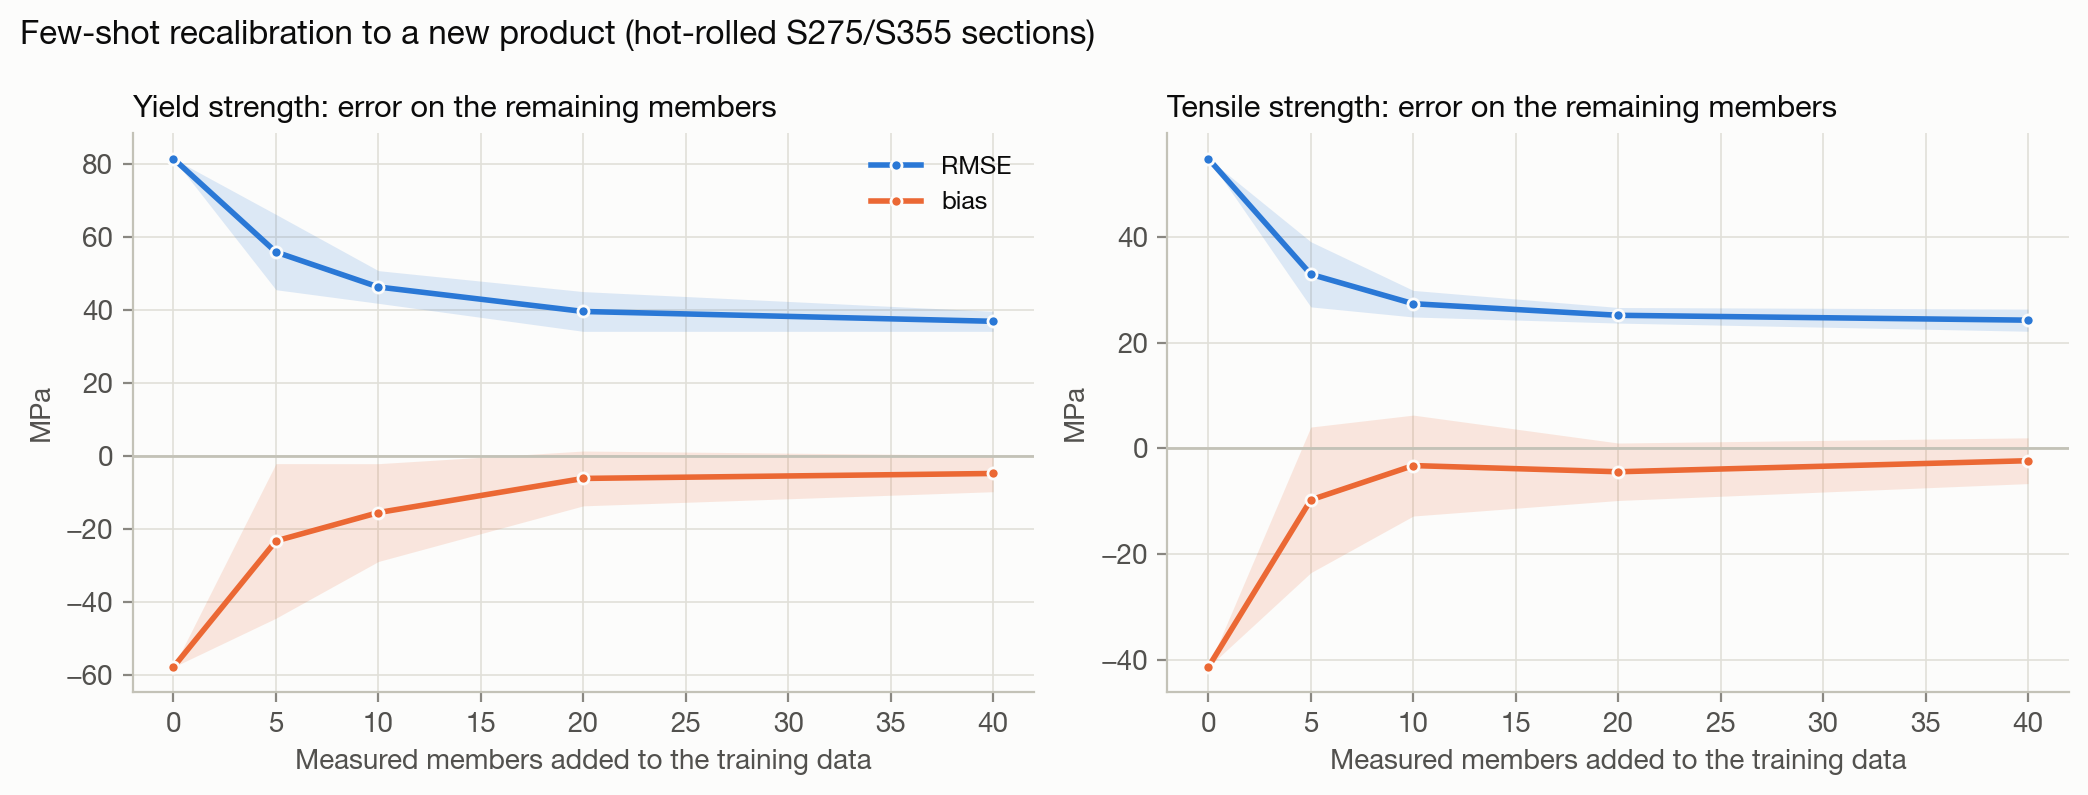 Few-shot recalibration to a new product (hot-rolled S275/S355 sections)
Yield strength: error on the remaining members
80
60
40
20
0
−20
−40
−60
MPa
RMSE
bias
0 5 10 15 20 25 30 35 40
Measured members added to the training data
Tensile strength: error on the remaining members
40
20
0
−20
−40
MPa
0 5 10 15 20 25 30 35 40
Measured members added to the training data